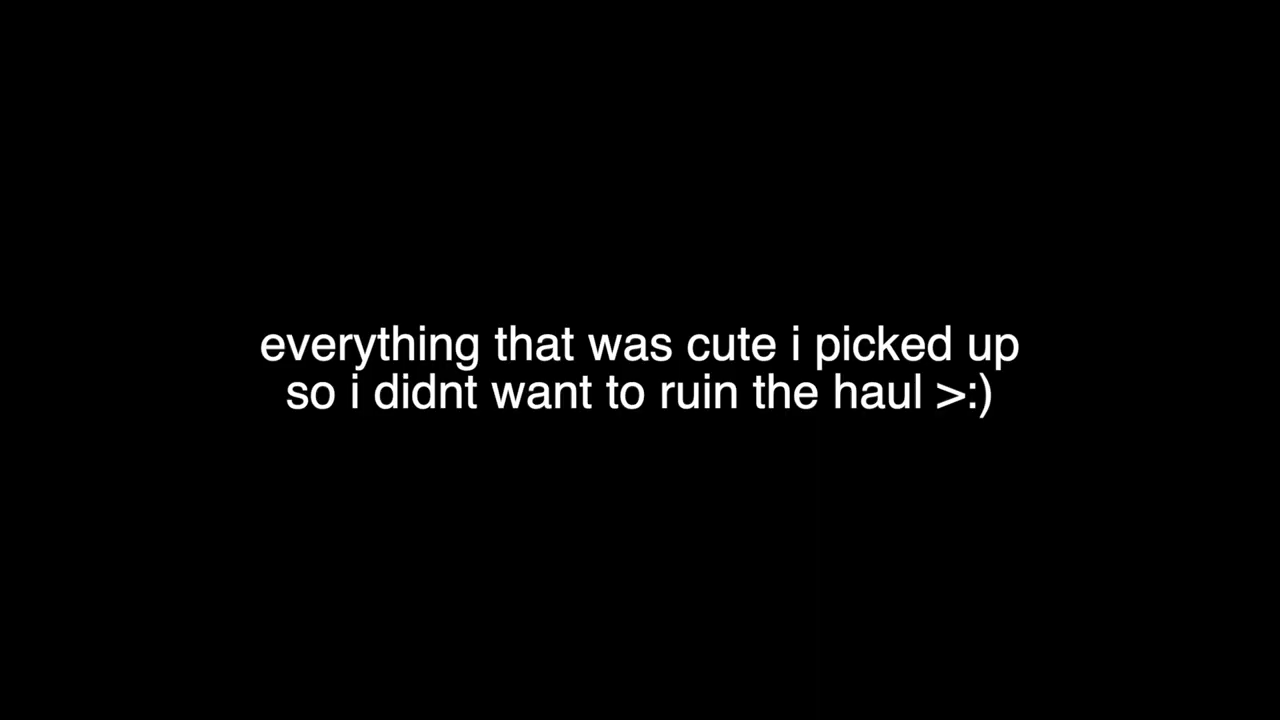 everything that was cute i picked up
so i didnt want to ruin the haul >:)